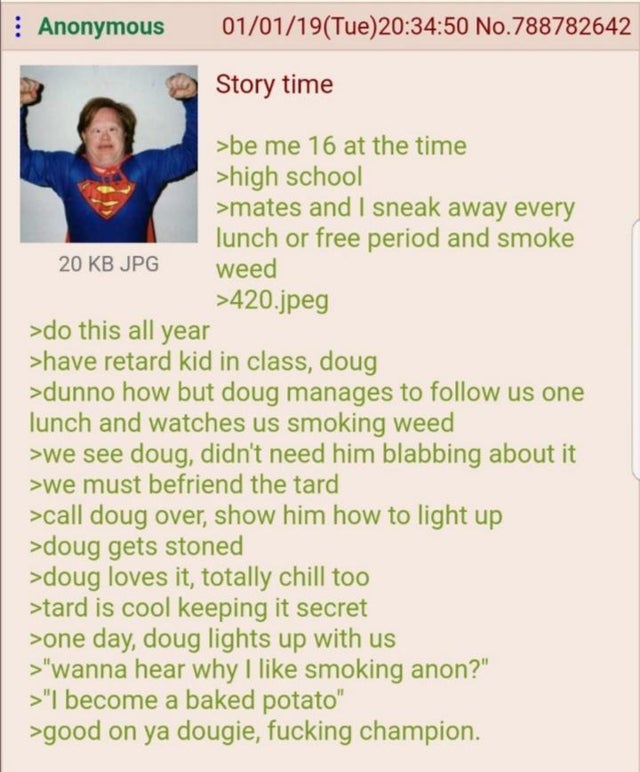 Anonymous 01/01/19(Tue)20:34:50 No.788782642
Story time
>be me 16 at the time
>high school
>mates and I sneak away every
lunch or free period and smoke
weed
>420.jpeg
20 KB JPG
>do this all year
>have retard kid in class, doug
>dunno how but doug manages to follow us one
lunch and watches us smoking weed
>we see doug, didn't need him blabbing about it
>we must befriend the tard
>call doug over, show him how to light up
>doug gets stoned
>doug loves it, totally chill too
>tard is cool keeping it secret
>one day, doug lights up with us
>"wanna hear why I like smoking anon?"
>"I become a baked potato"
>good on ya dougie, fucking champion.